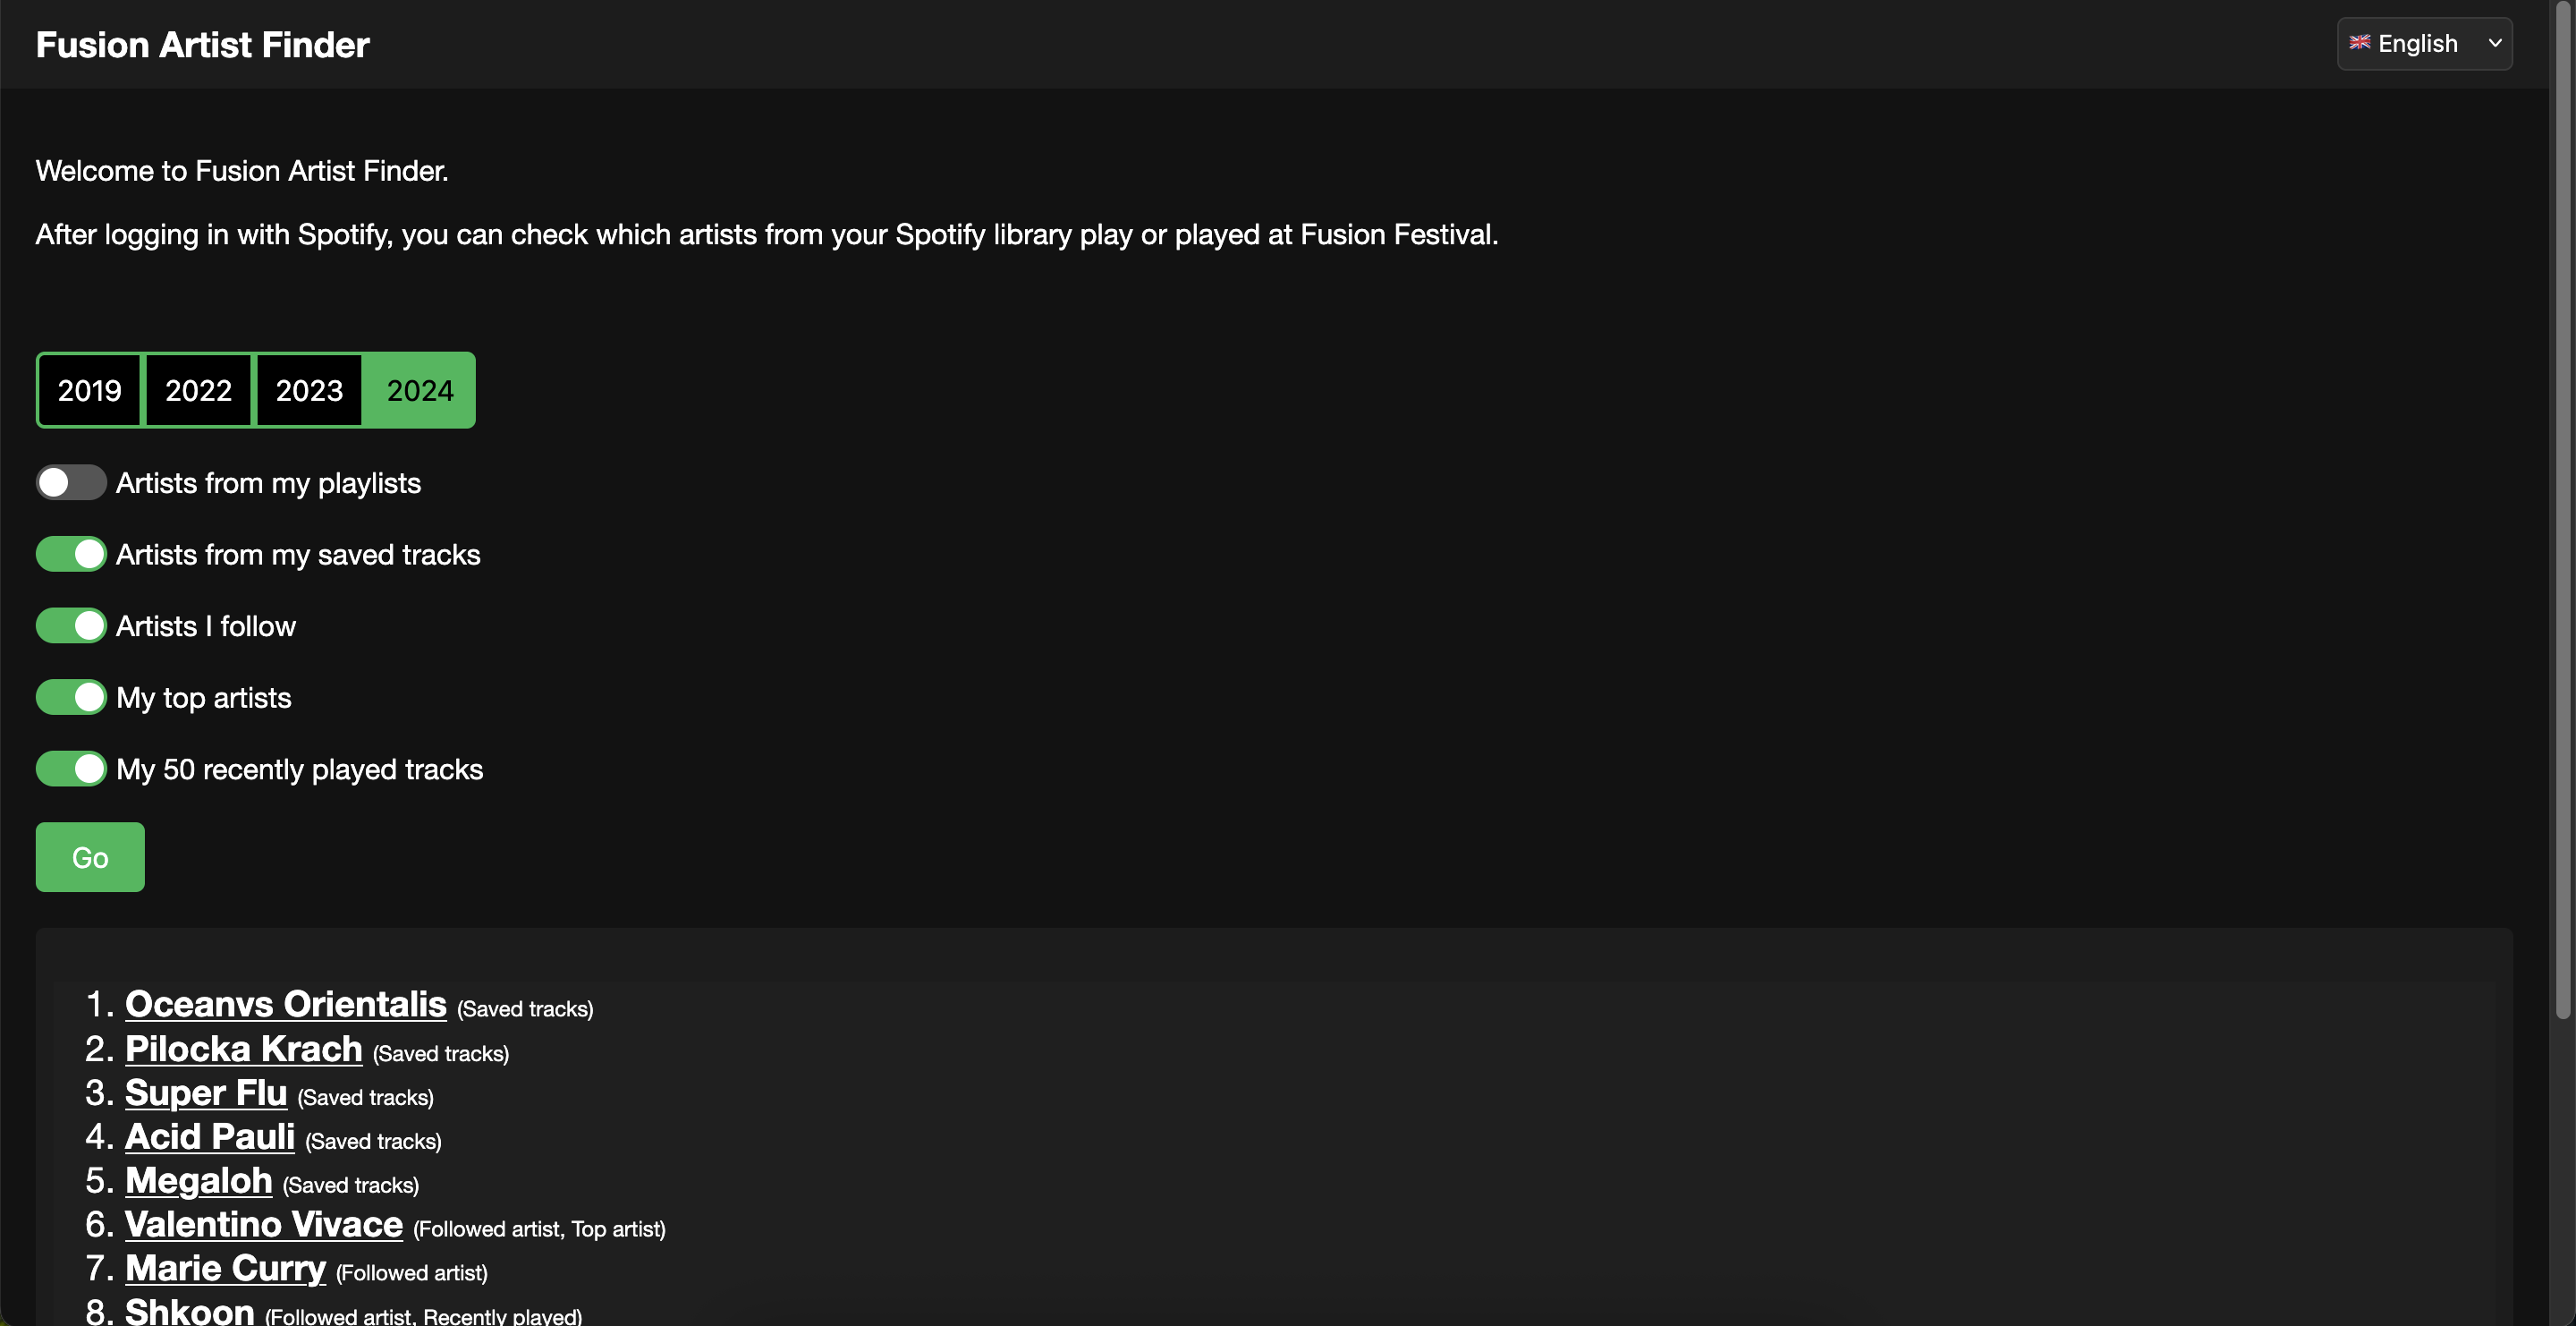 Fusion Artist Finder
🇬🇧 English
Welcome to Fusion Artist Finder.
After logging in with Spotify, you can check which artists from your Spotify library play or played at Fusion Festival.
2019 2022 2023 2024
Artists from my playlists
Artists from my saved tracks
Artists I follow
My top artists
My 50 recently played tracks
Go
1. Oceanvs Orientalis (Saved tracks)
2. Pilocka Krach (Saved tracks)
3. Super Flu (Saved tracks)
4. Acid Pauli (Saved tracks)
5. Megaloh (Saved tracks)
6. Valentino Vivace (Followed artist, Top artist)
7. Marie Curry (Followed artist)
8. Shkoon (Followed artist, Recently played)